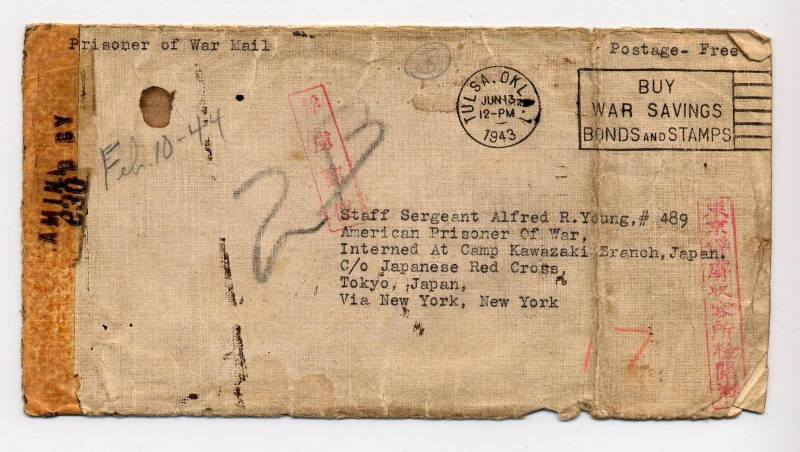 Prisoner of War Mail
Postage- Free
TULSA, OKLA.
JUN 13
12-PM
1943
BUY
WAR SAVINGS
BONDS AND STAMPS
BY
230
Feb. 10-44
23
Staff Sergeant Alfred R.Young,# 489
American Prisoner Of War,
Interned At Camp Kawazaki Branch,Japan.
C/o Japanese Red Cross,
Tokyo, Japan,
Via New York, New York
17